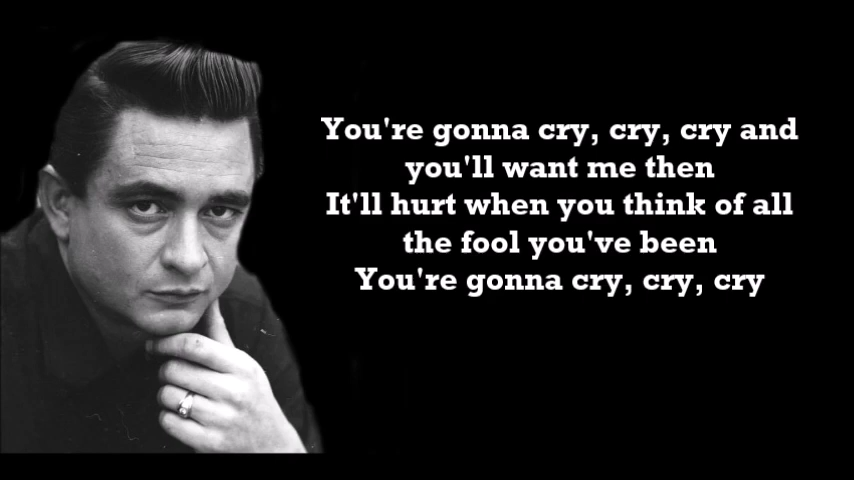 You're gonna cry, cry, cry and
you'll want me then
It'll hurt when you think of all
the fool you've been
You're gonna cry, cry, cry